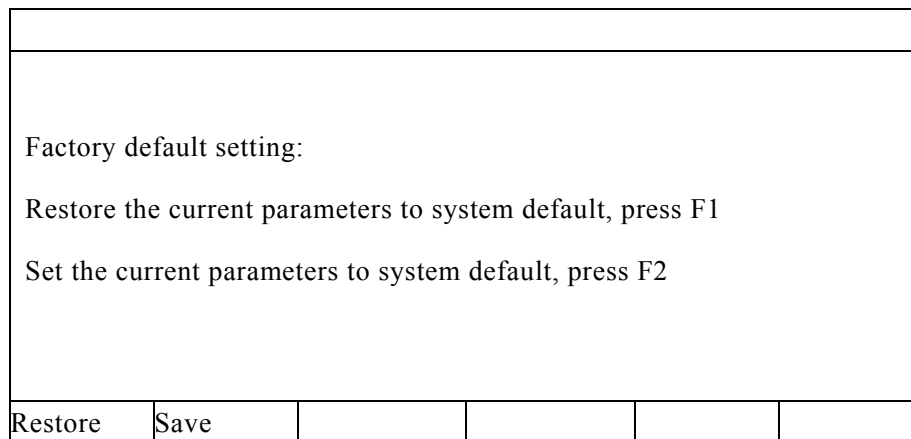 Factory default setting:
Restore the current parameters to system default, press F1
Set the current parameters to system default, press F2
Restore Save